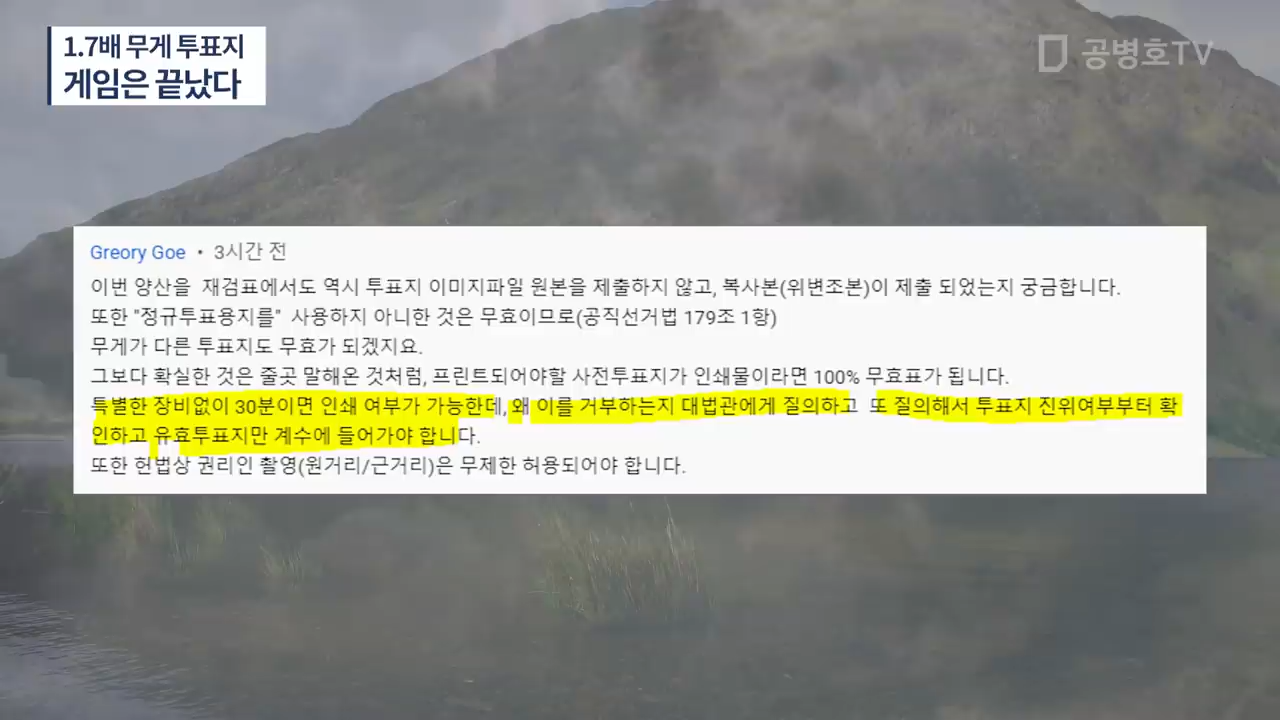 1.7배 무게 투표지
게임은 끝났다
공병호TV
Greory Goe • 3시간 전
이번 양산을 재검표에서도 역시 투표지 이미지파일 원본을 제출하지 않고, 복사본(위변조본)이 제출 되었는지 궁금합니다.
또한 "정규투표용지를" 사용하지 아니한 것은 무효이므로(공직선거법 179조 1항)
무게가 다른 투표지도 무효가 되겠지요.
그보다 확실한 것은 줄곳 말해온 것처럼, 프린트되어야할 사전투표지가 인쇄물이라면 100% 무효표가 됩니다.
특별한 장비없이 30분이면 인쇄 여부가 가능한데, 왜 이를 거부하는지 대법관에게 질의하고 또 질의해서 투표지 진위여부부터 확
인하고 유효투표지만 계수에 들어가야 합니다.
또한 헌법상 권리인 촬영(원거리/근거리)은 무제한 허용되어야 합니다.